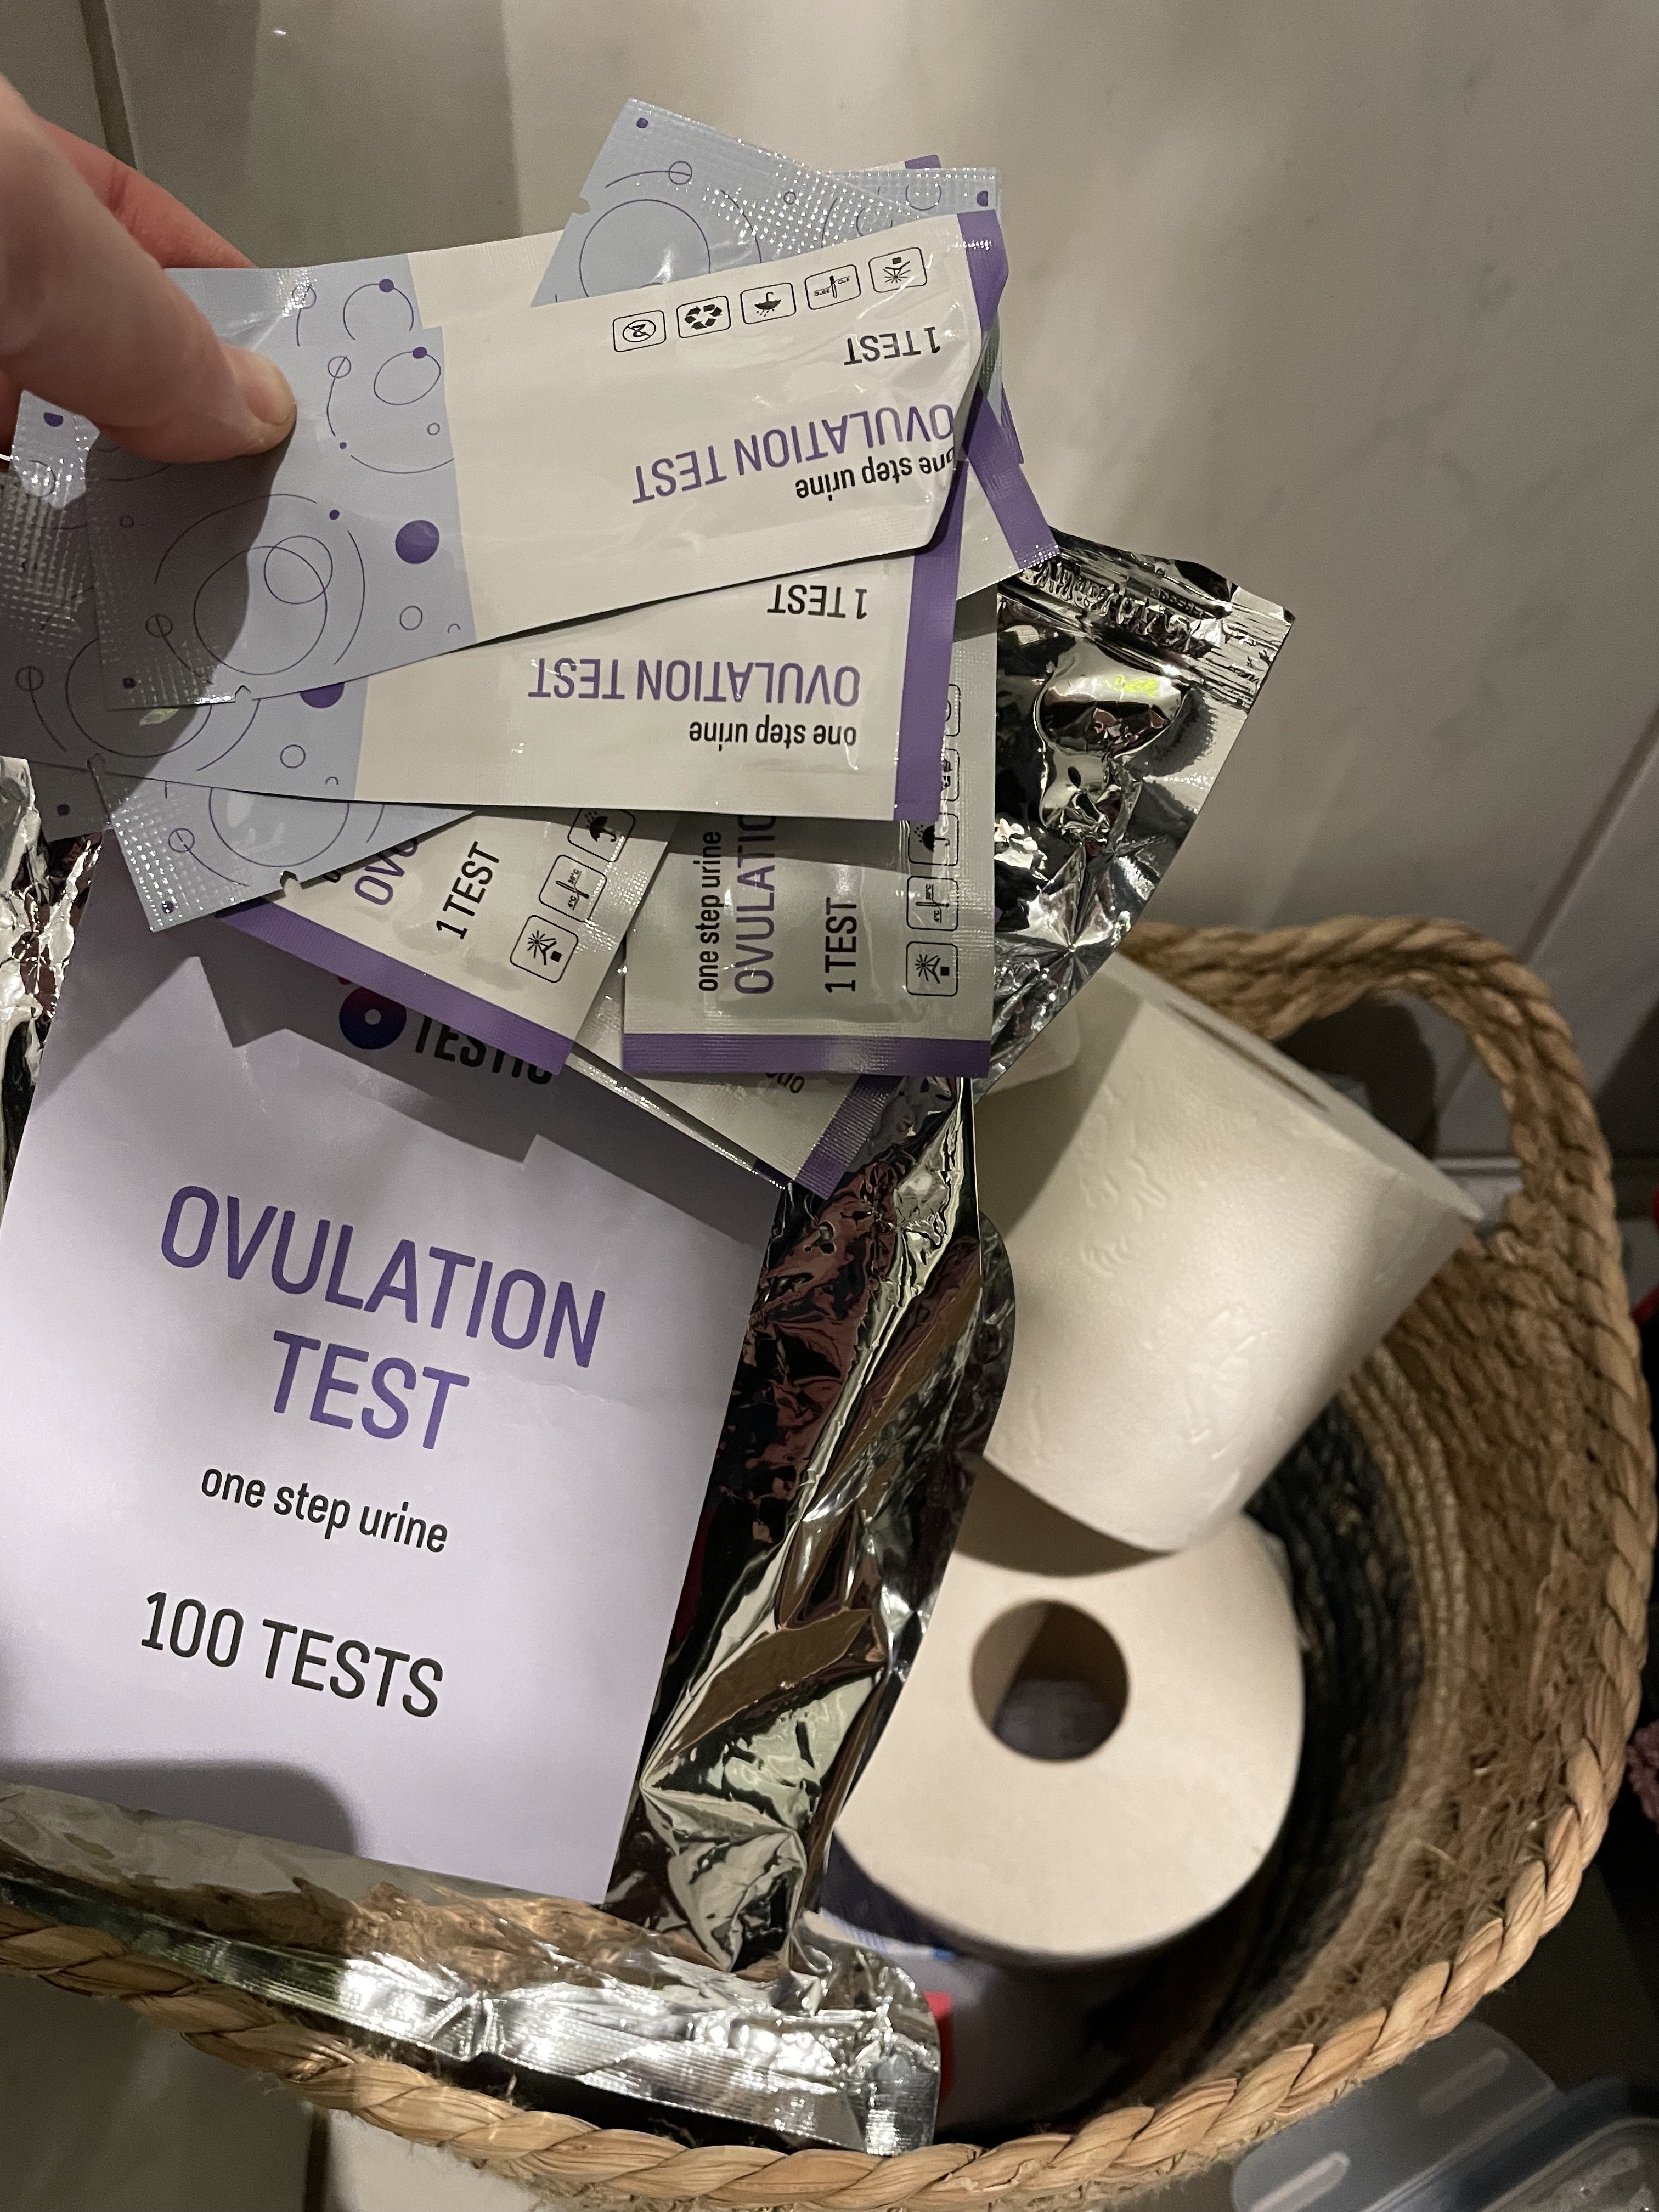 1 TEST
OVULATION TEST
one step urine
1 TEST
OVULATION TEST
one step urine
1 TEST
one step urine
1 TEST
OVULATION
TEST
one step urine
100 TESTS